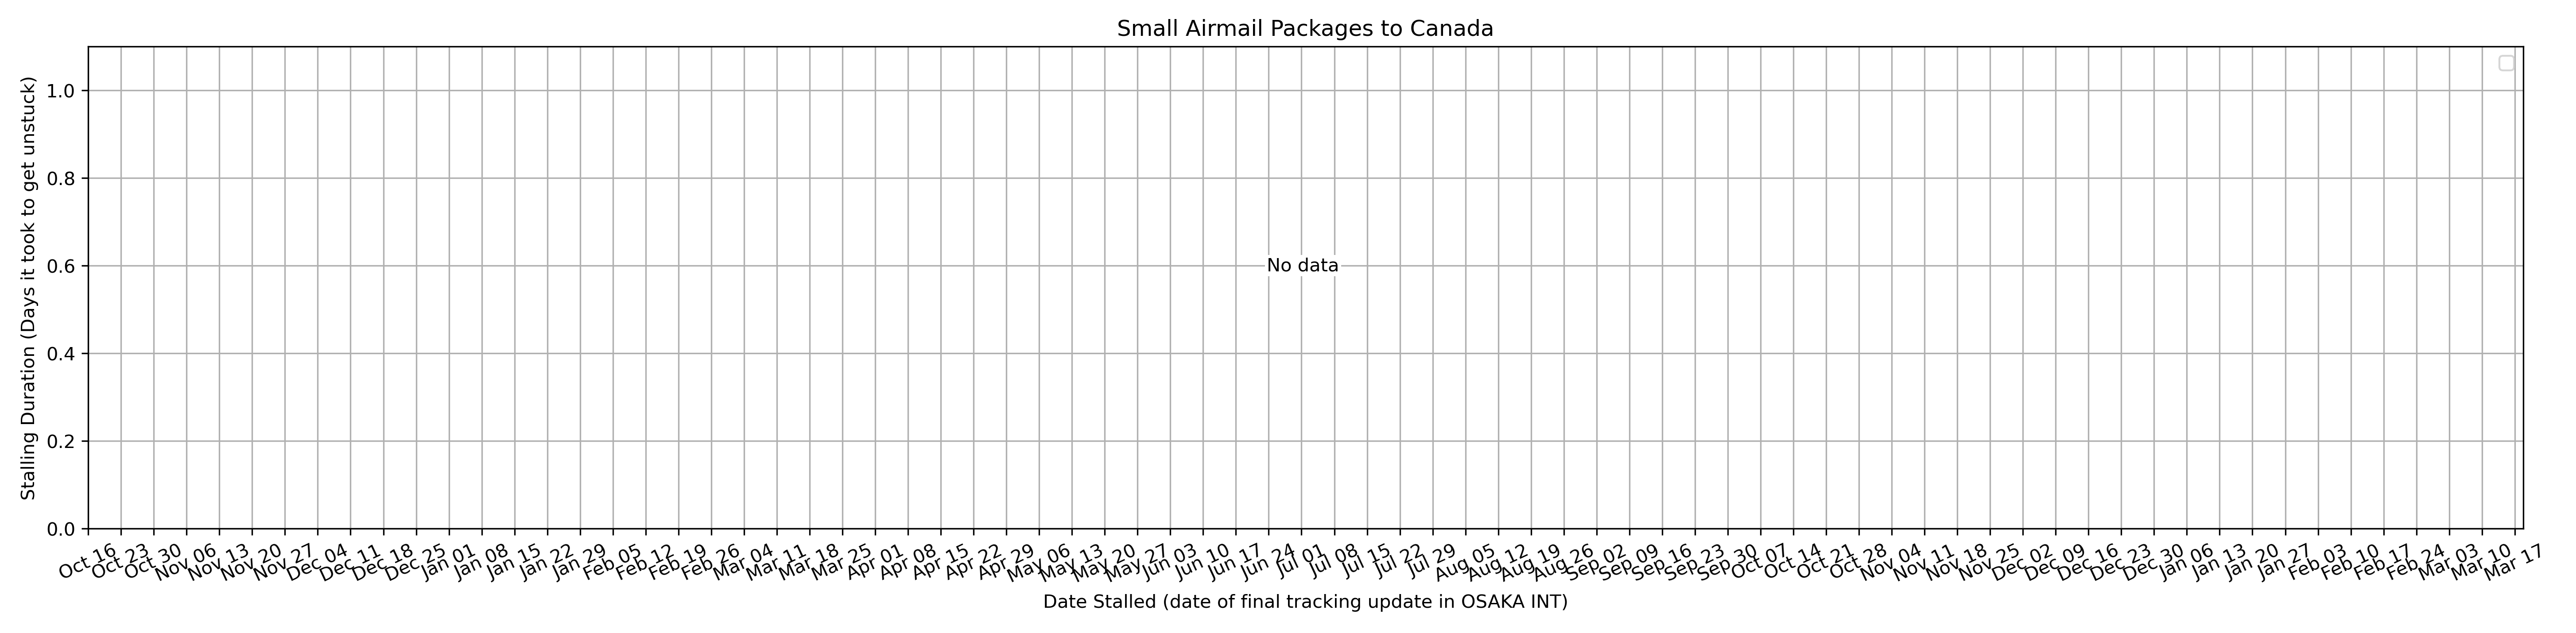 Small Airmail Packages to Canada
Stalling Duration (Days it took to get unstuck)
1.0
0.8
0.6
0.4
0.2
0.0
No data
Oct 16 Oct 23 Oct 30 Nov 06 Nov 13 Nov 20 Nov 27 Dec 04 Dec 11 Dec 18 Dec 25 Jan 01 Jan 08 Jan 15 Jan 22 Jan 29 Feb 05 Feb 12 Feb 19 Feb 26 Mar 04 Mar 11 Mar 18 Mar 25 Apr 01 Apr 08 Apr 15 Apr 22 Apr 29 May 06 May 13 May 20 May 27 Jun 03 Jun 10 Jun 17 Jun 24 Jul 01 Jul 08 Jul 15 Jul 22 Jul 29 Aug 05 Aug 12 Aug 19 Aug 26 Sep 02 Sep 09 Sep 16 Sep 23 Sep 30 Oct 07 Oct 14 Oct 21 Oct 28 Nov 04 Nov 11 Nov 18 Nov 25 Dec 02 Dec 09 Dec 16 Dec 23 Dec 30 Jan 06 Jan 13 Jan 20 Jan 27 Feb 03 Feb 10 Feb 17 Feb 24 Mar 03 Mar 10 Mar 17
Date Stalled (date of final tracking update in OSAKA INT)